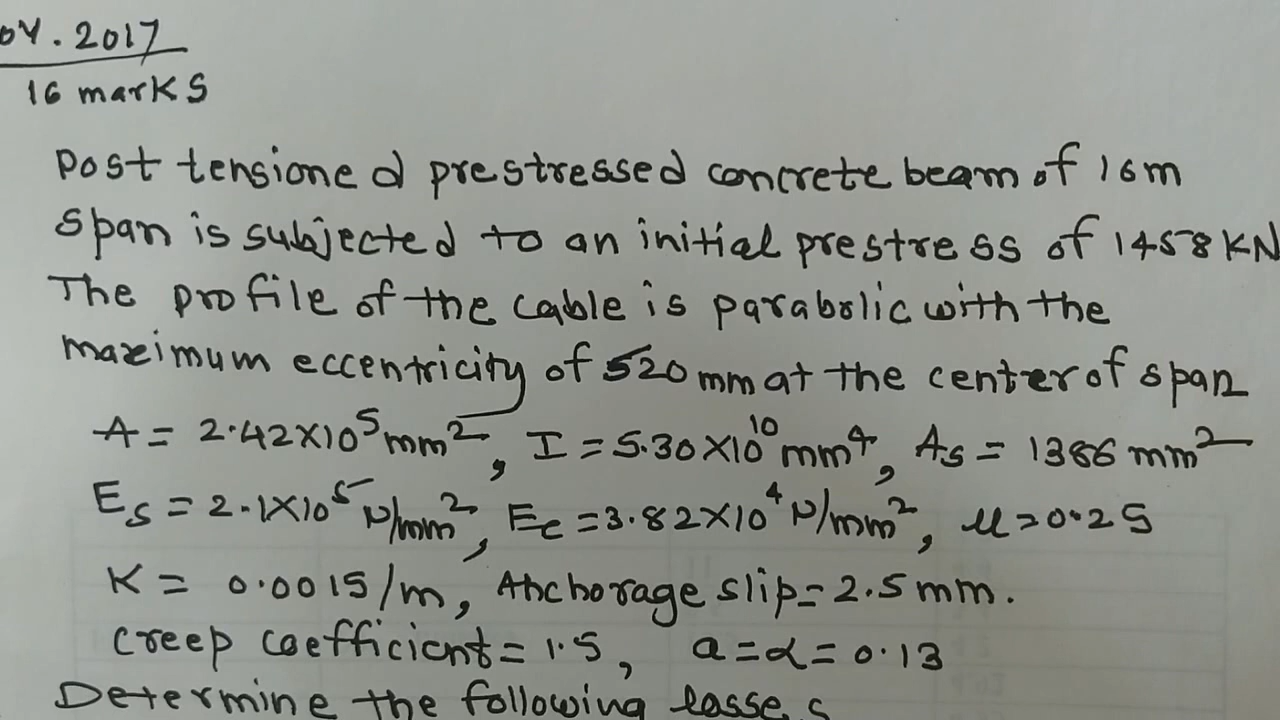 04.2017
16 marks
Post tensioned prestressed concrete beam of 16m
span is subjected to an initial prestress of 1458KN
The profile of the cable is parabolic with the
maximum eccentricity of 520 mm at the center of span
A = 2.42×10⁵ mm², I = 5.30×10¹⁰ mm⁴, As = 1386 mm²
Es = 2.1×10⁵ N/mm², Ec = 3.82×10⁴ N/mm², μ = 0.25
K = 0.0015/m, Anchorage slip = 2.5 mm.
Creep coefficient = 1.5, a = α = 0.13
Determine the following losses